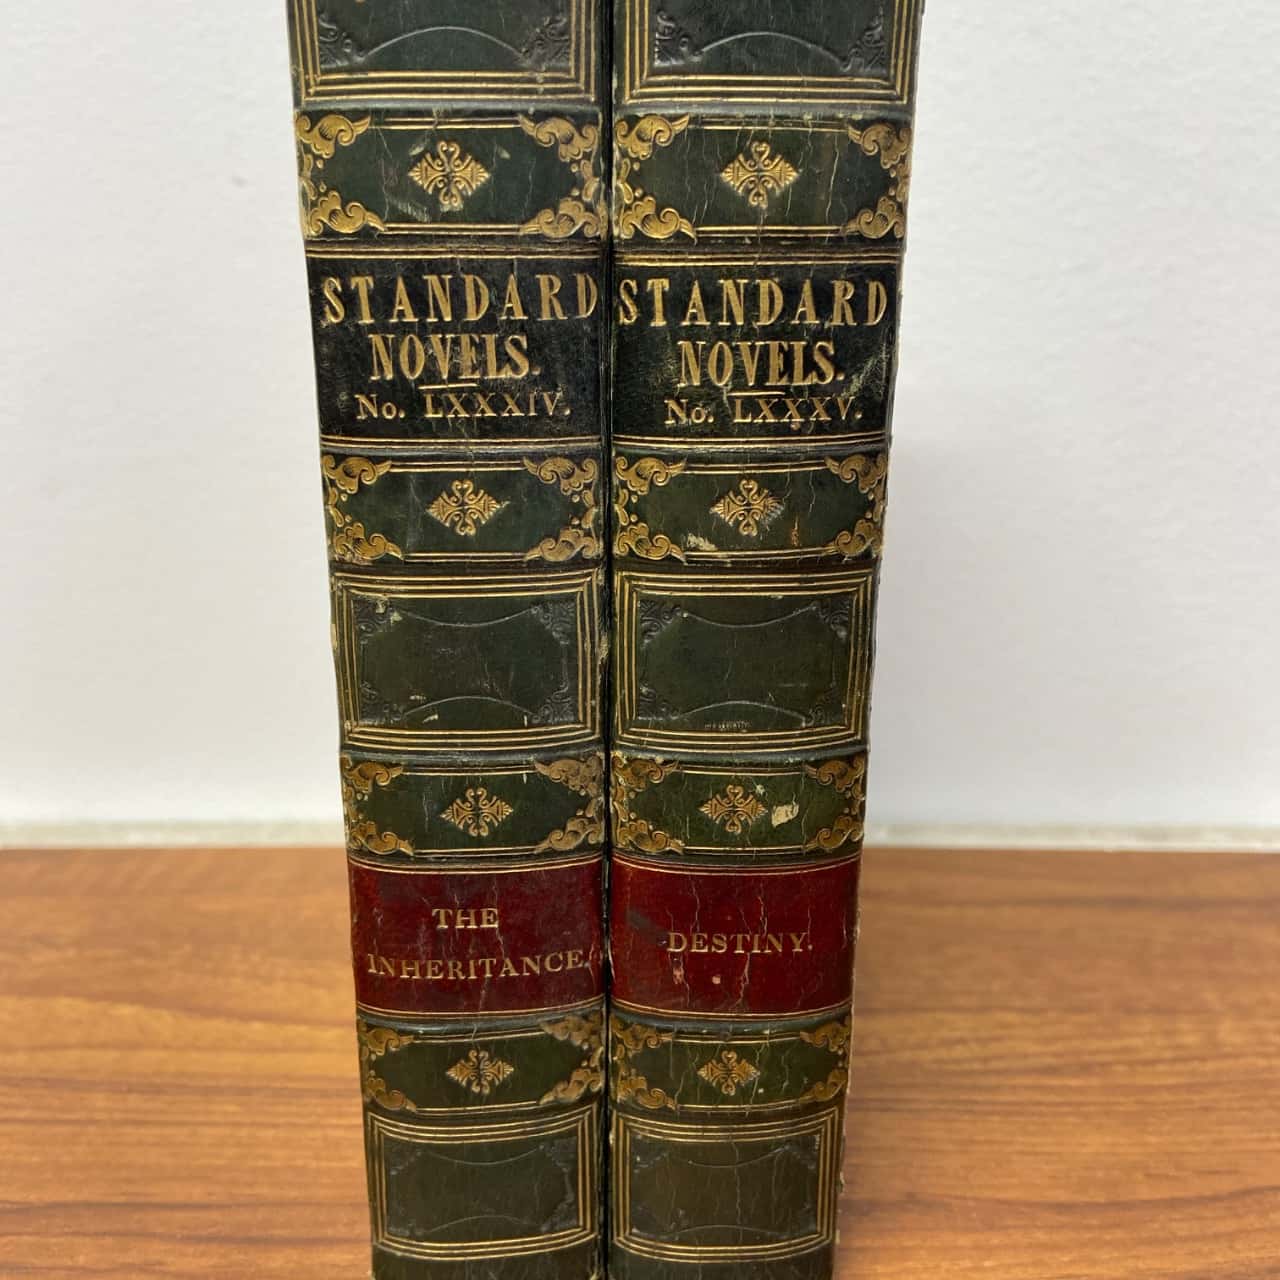 STANDARD
NOVELS.
No. LXXXIV.
THE
INHERITANCE.
STANDARD
NOVELS.
No. LXXXV.
DESTINY.